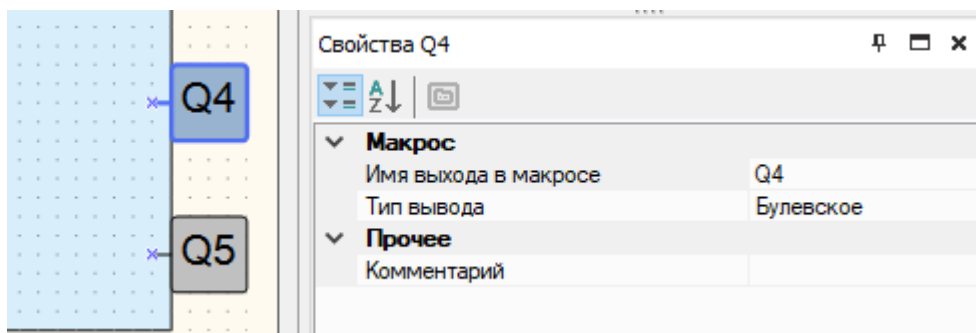 Свойства Q4
Q4
Макрос
Имя выхода в макросе Q4
Тип вывода Булевское
Q5
Прочее
Комментарий